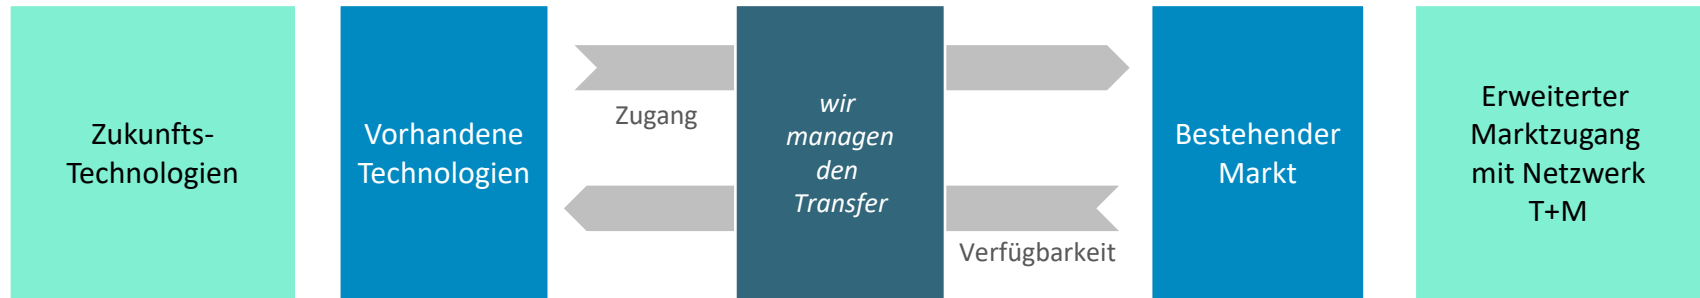 Zukunfts-
Technologien
Vorhandene
Technologien
Zugang
wir
managen
den
Transfer
Verfügbarkeit
Bestehender
Markt
Erweiterter
Marktzugang
mit Netzwerk
T+M